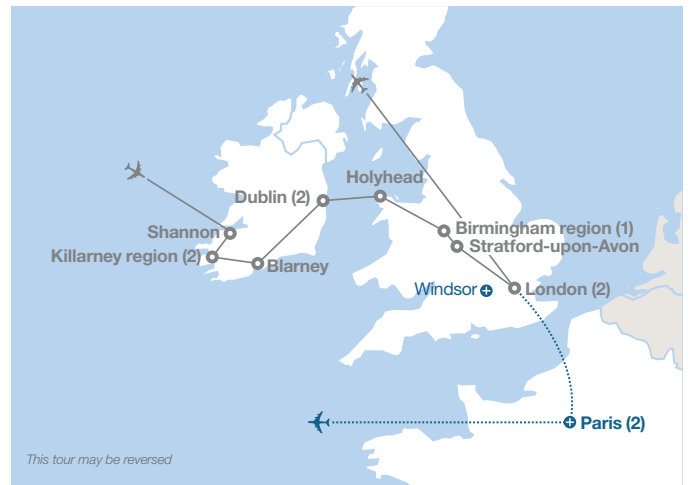 Holyhead
Dublin (2)
Shannon
Birmingham region (1)
Stratford-upon-Avon
Killarney region (2)
Blarney
Windsor
London (2)
Paris (2)
This tour may be reversed